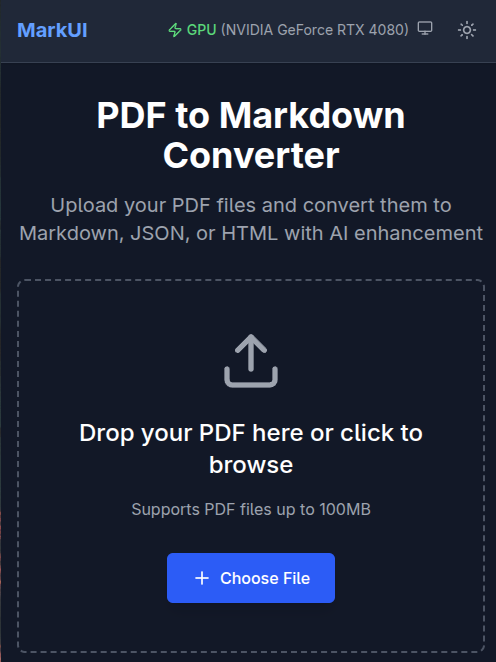 MarkUI
GPU (NVIDIA GeForce RTX 4080)
PDF to Markdown
Converter
Upload your PDF files and convert them to
Markdown, JSON, or HTML with AI enhancement
Drop your PDF here or click to
browse
Supports PDF files up to 100MB
Choose File